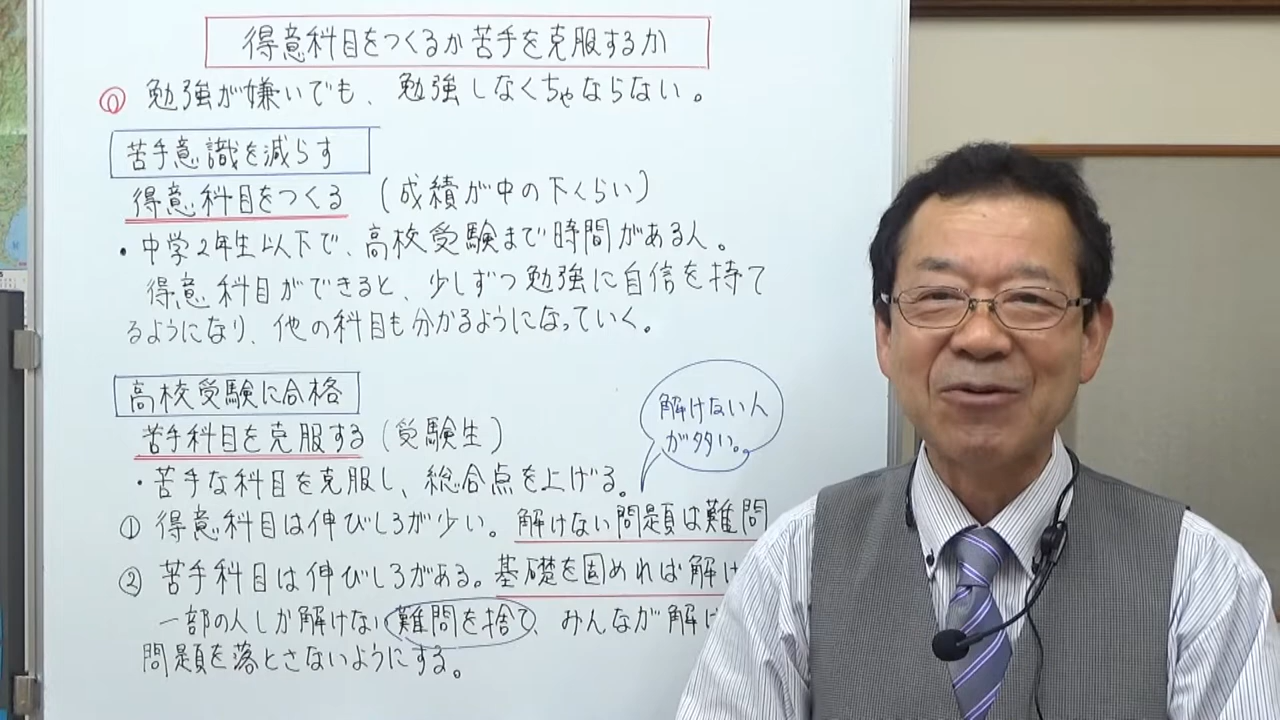 得意科目をつくるか苦手を克服するか
◎ 勉強が嫌いでも、勉強しなくちゃならない。
苦手意識を減らす
得意科目をつくる (成績が中の下くらい)
・中学2年生以下で、高校受験まで時間がある人。
得意科目ができると、少しずつ勉強に自信を持て
るようになり、他の科目も分かるようになっていく。
高校受験に合格
苦手科目を克服する (受験生)
解けない人
が多い。
・苦手な科目を克服し、総合点を上げる。
① 得意科目は伸びしろが少い。解けない問題は難問
② 苦手科目は伸びしろがある。基礎を固めれば解け
一部の人しか解けない難問を捨て、みんなが解け
問題を落とさないようにする。